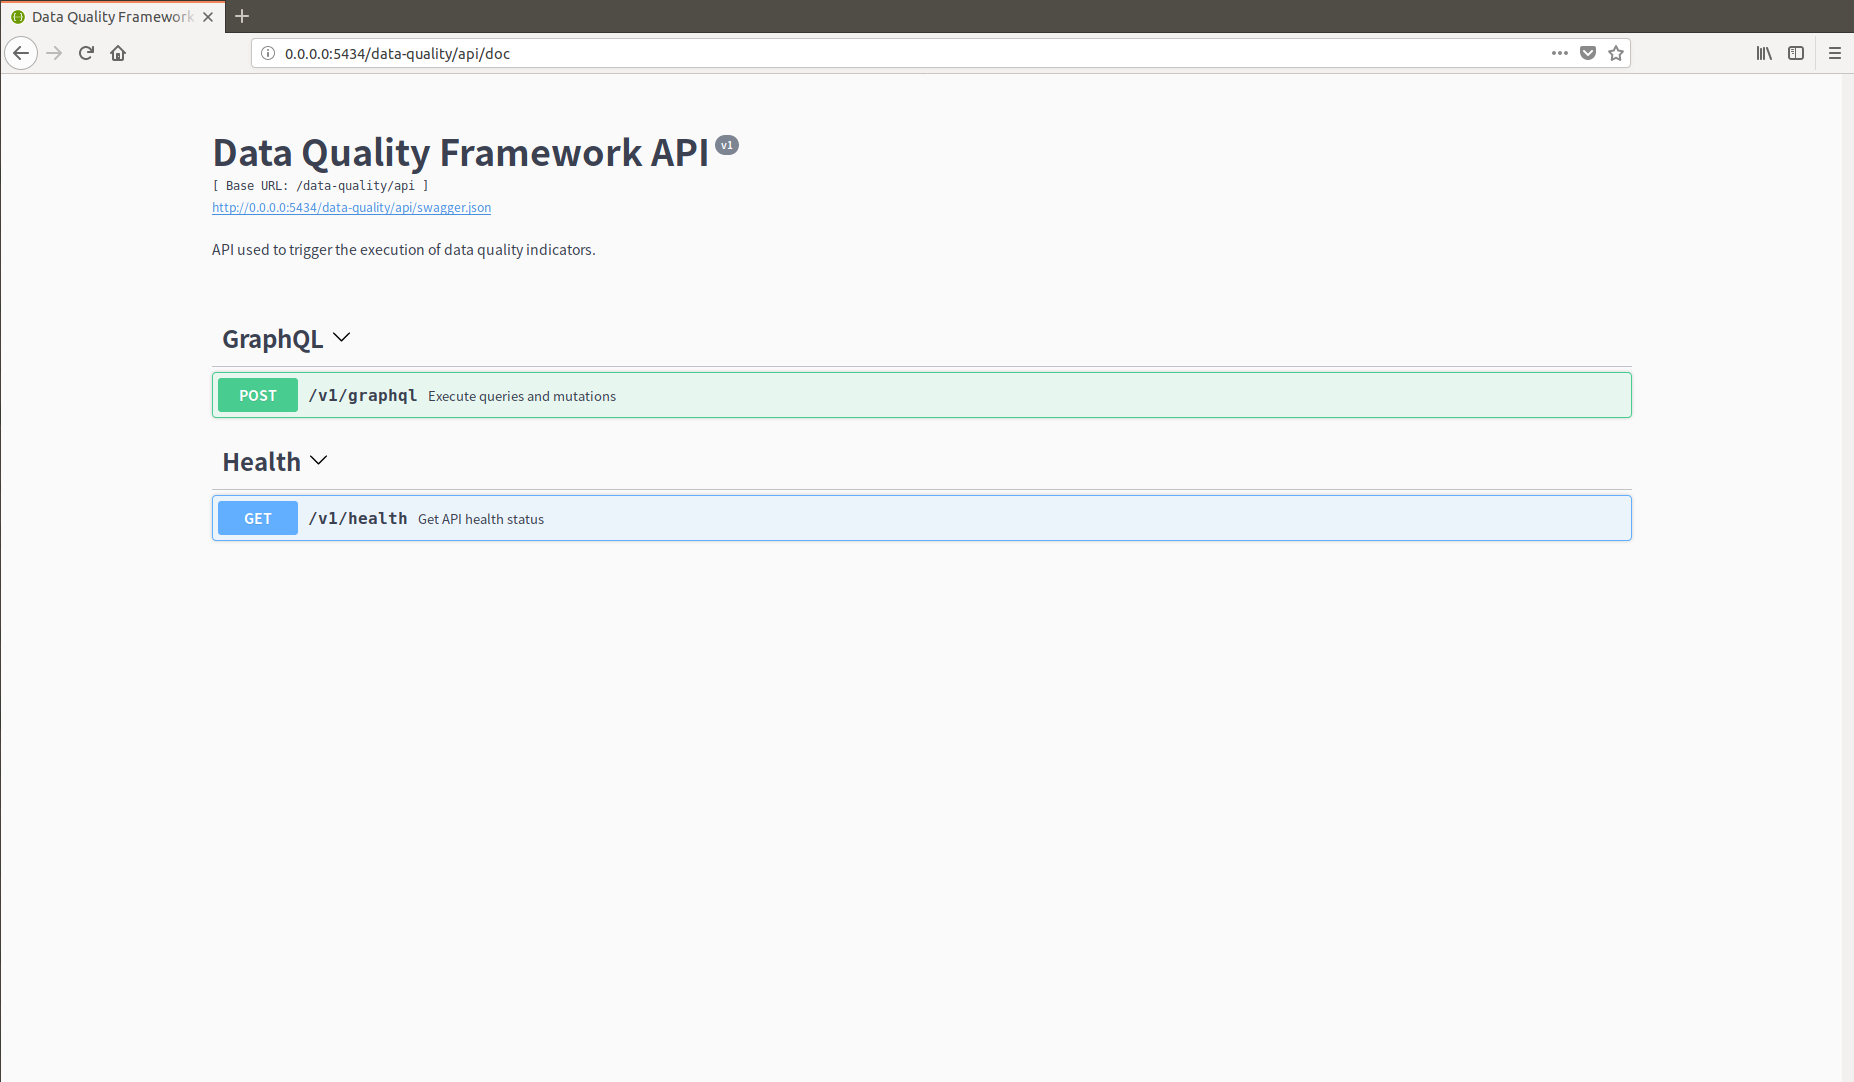 Data Quality Framework
0.0.0.0:5434/data-quality/api/doc
Data Quality Framework API v1
[ Base URL: /data-quality/api ]
http://0.0.0.0:5434/data-quality/api/swagger.json
API used to trigger the execution of data quality indicators.
GraphQL
POST /v1/graphql Execute queries and mutations
Health
GET /v1/health Get API health status